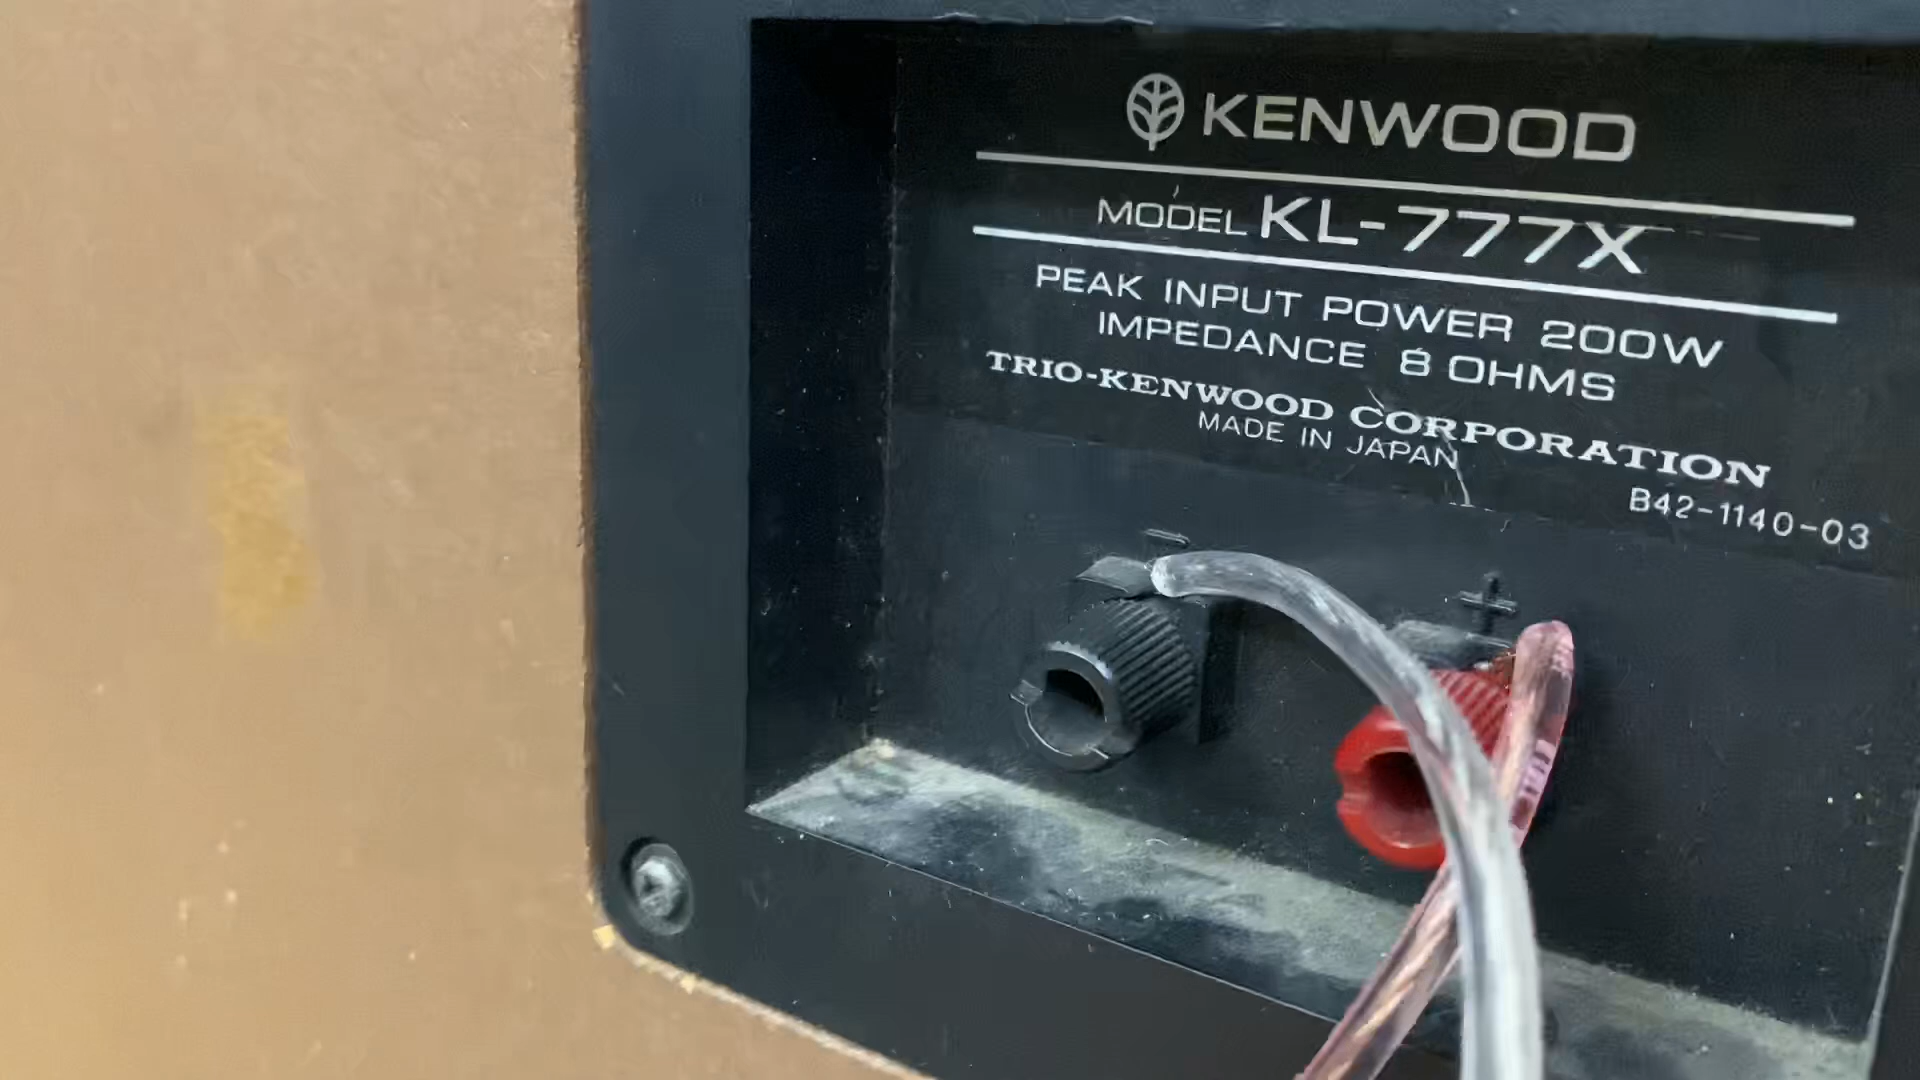 KENWOOD
MODEL KL-777X
PEAK INPUT POWER 200W
IMPEDANCE 8 OHMS
TRIO-KENWOOD CORPORATION
MADE IN JAPAN
B42-1140-03
- +